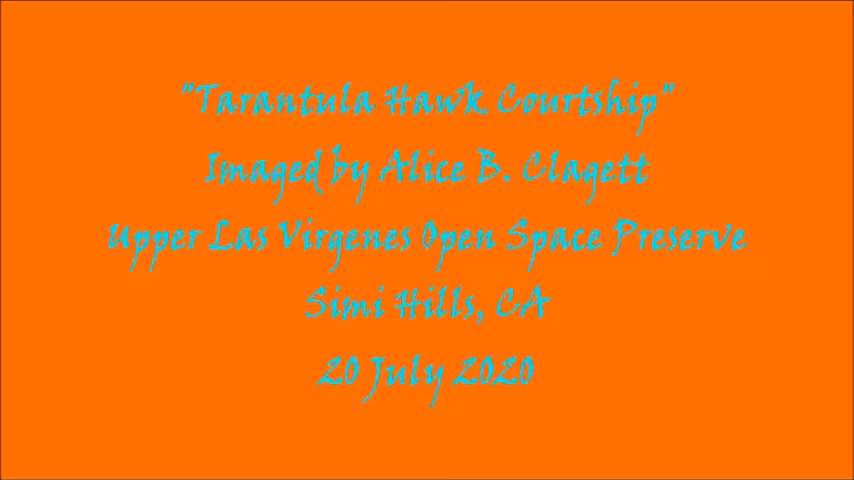 "Tarantula Hawk Courtship"
Imaged by Alice B. Clagett
Upper Las Virgenes Open Space Preserve
Simi Hills, CA
20 July 2020